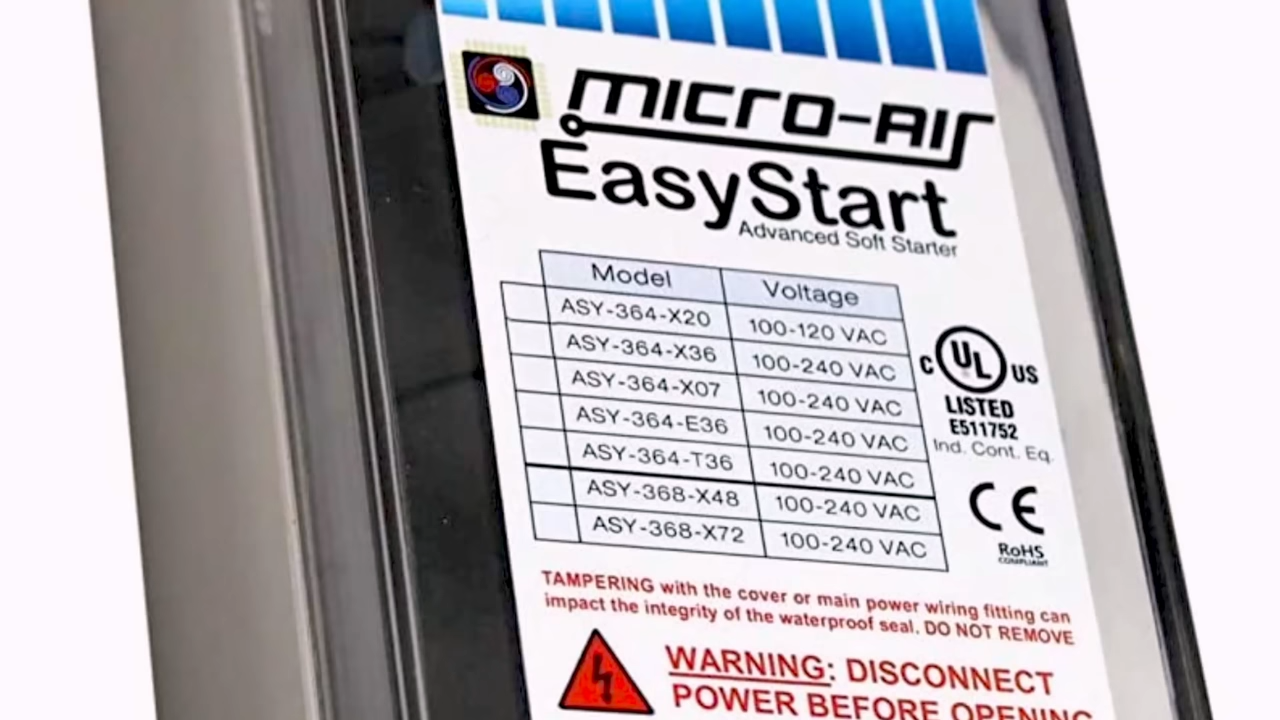 MICRO-AIR
EasyStart
Advanced Soft Starter
Model Voltage
ASY-364-X20 100-120 VAC
ASY-364-X36 100-240 VAC
ASY-364-X07 100-240 VAC
ASY-364-E36 100-240 VAC
ASY-364-T36 100-240 VAC
ASY-368-X48 100-240 VAC
ASY-368-X72 100-240 VAC
C UL US
LISTED
E511752
Ind. Cont. Eq.
CE
RoHS
COMPLIANT
TAMPERING with the cover or main power wiring fitting can
impact the integrity of the waterproof seal. DO NOT REMOVE
WARNING: DISCONNECT
POWER BEFORE OPENING